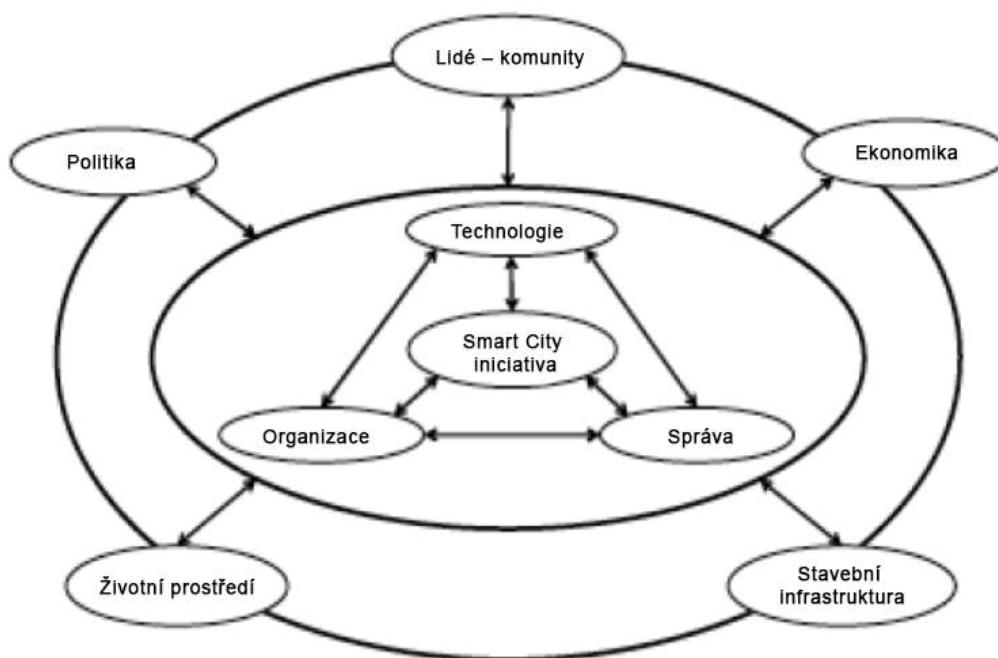 Lidé – komunity
Politika
Ekonomika
Technologie
Smart City
iniciativa
Organizace
Správa
Životní prostředí
Stavební
infrastruktura